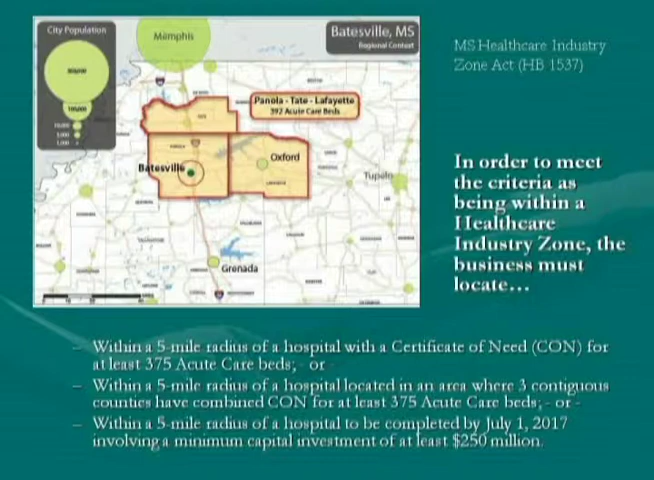 City Population
Memphis
Batesville, MS
Regional Context
MS Healthcare Industry
Zone Act (HB 1537)
Panola - Tate - Lafayette
392 Acute Care Beds
Batesville
Oxford
Tupelo
Grenada
In order to meet
the criteria as
being within a
Healthcare
Industry Zone, the
business must
locate…
– Within a 5-mile radius of a hospital with a Certificate of Need (CON) for
at least 375 Acute Care beds; - or -
– Within a 5-mile radius of a hospital located in an area where 3 contiguous
counties have combined CON for at least 375 Acute Care beds; - or -
– Within a 5-mile radius of a hospital to be completed by July 1, 2017
involving a minimum capital investment of at least $250 million.